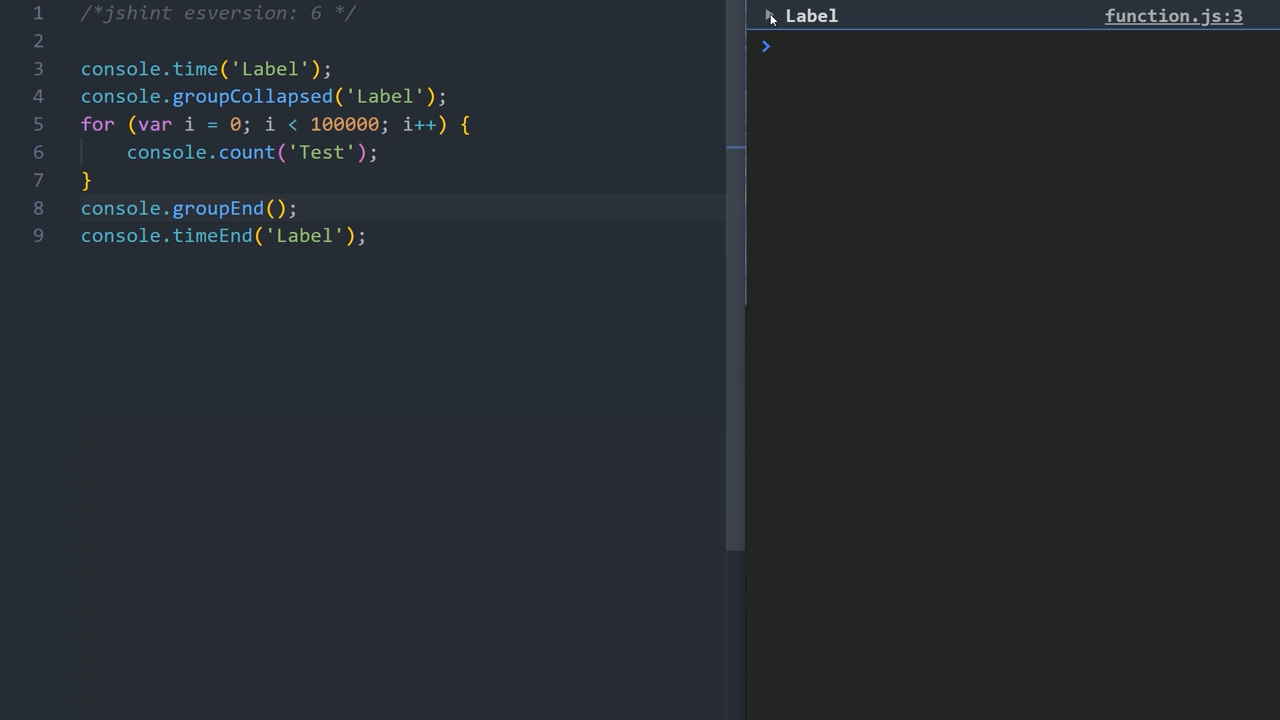 1 /*jshint esversion: 6 */
2
3 console.time('Label');
4 console.groupCollapsed('Label');
5 for (var i = 0; i < 100000; i++) {
6     console.count('Test');
7 }
8 console.groupEnd();
9 console.timeEnd('Label');
Label function.js:3
>